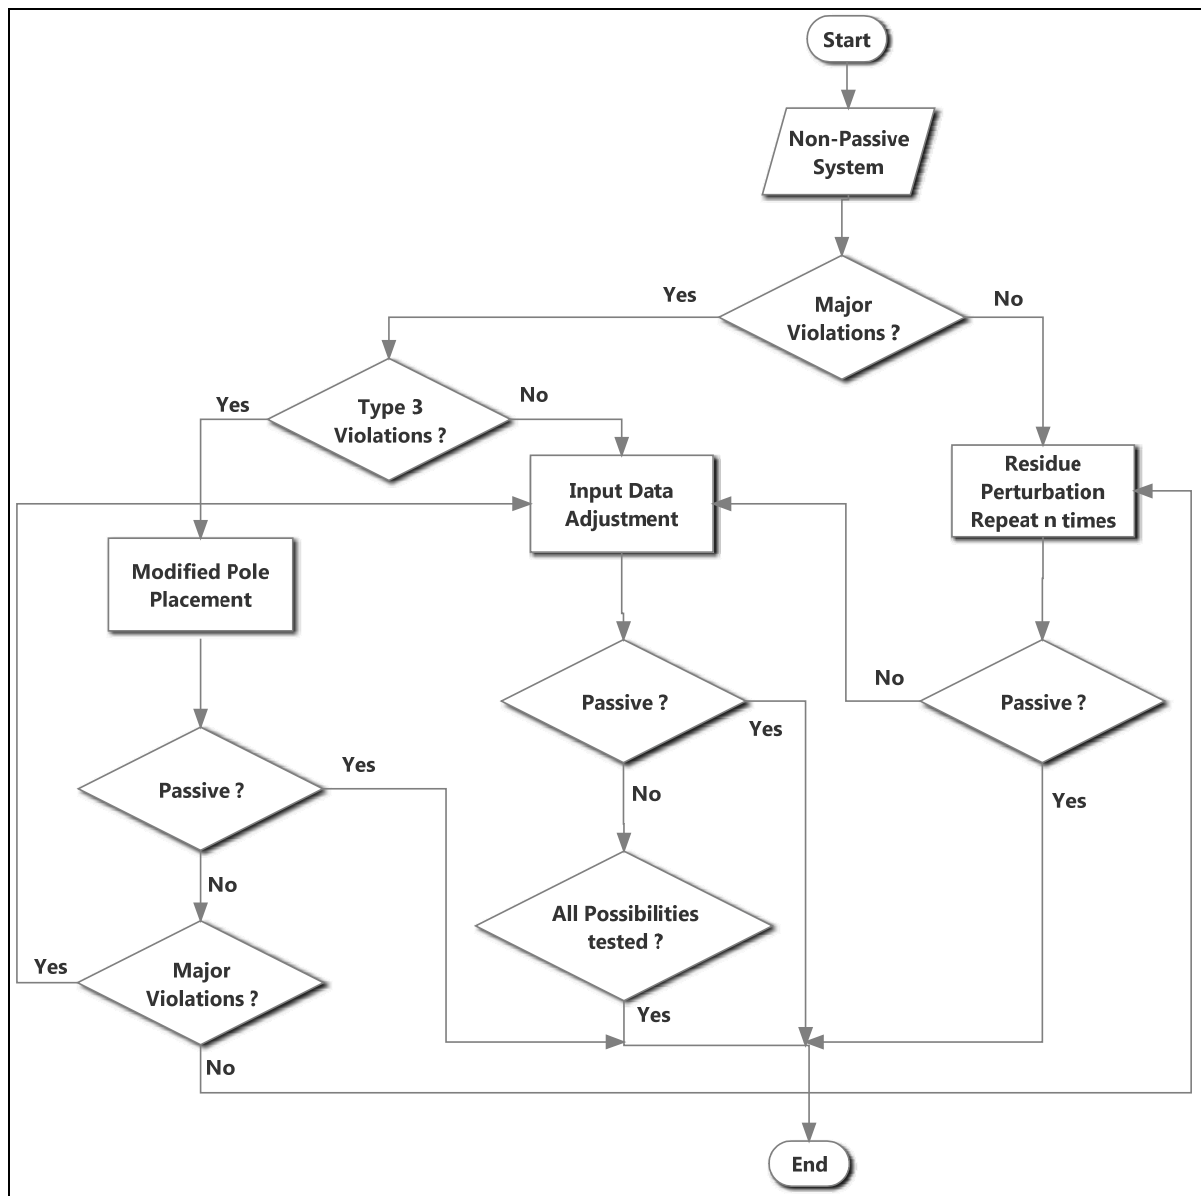 Start
Non-Passive
System
Yes
Major
Violations ?
No
Yes
Type 3
Violations ?
No
Input Data
Adjustment
Residue
Perturbation
Repeat n times
Modified Pole
Placement
No
Passive ?
Yes
Passive ?
Passive ?
Yes
No
Yes
No
All Possibilities
tested ?
Yes
Major
Violations ?
Yes
No
End